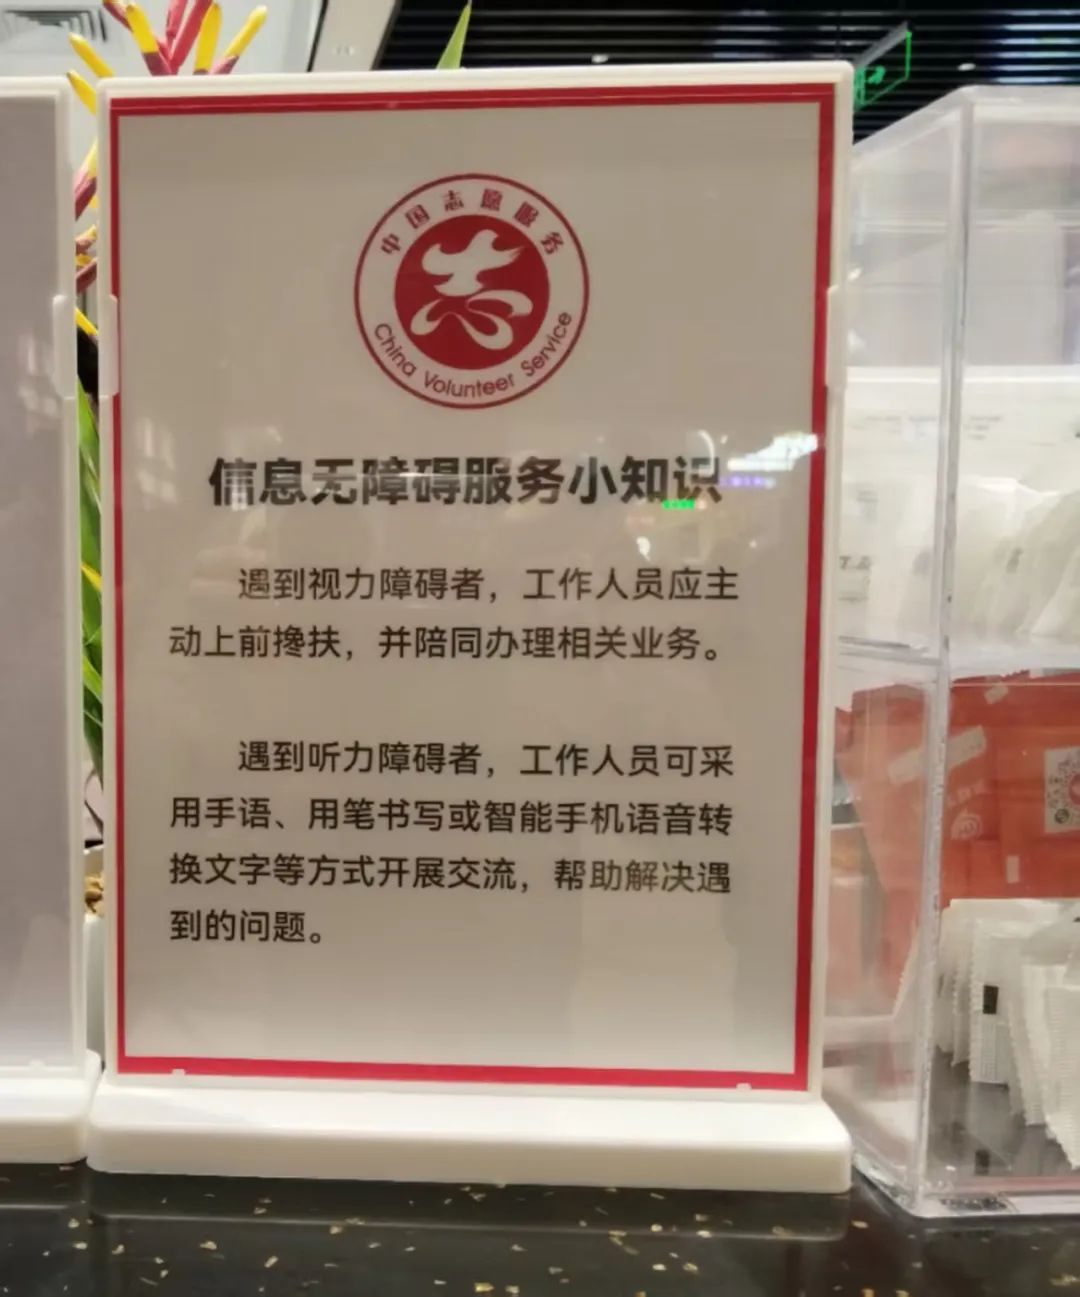 中国志愿服务
China Volunteer Service
信息无障碍服务小知识
遇到视力障碍者，工作人员应主
动上前搀扶，并陪同办理相关业务。
遇到听力障碍者，工作人员可采
用手语、用笔书写或智能手机语音转
换文字等方式开展交流，帮助解决遇
到的问题。